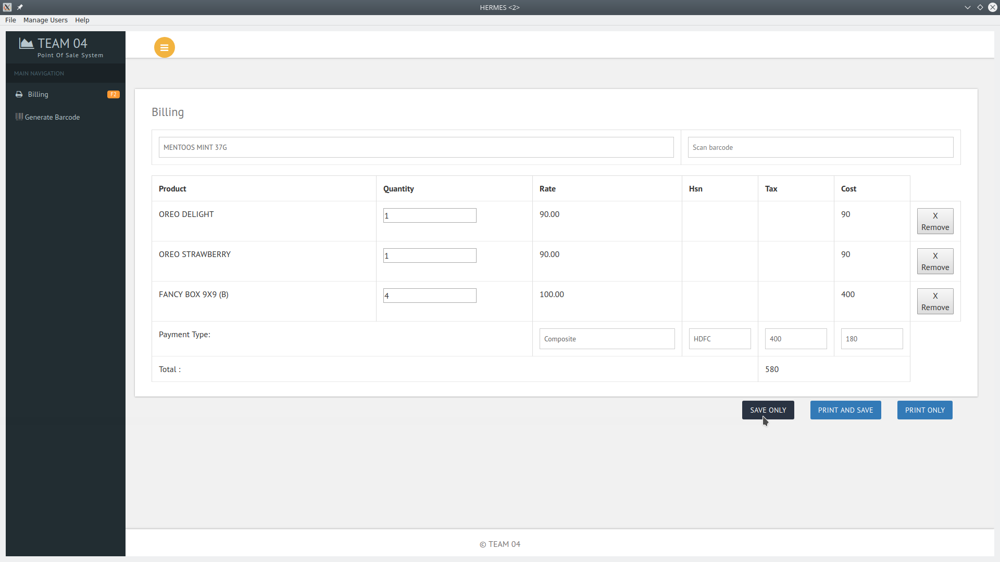 HERMES <2>
File Manage Users Help
TEAM 04
Point Of Sale System
MAIN NAVIGATION
Billing F2
Generate Barcode
Billing
MENTOOS MINT 37G Scan barcode
Product Quantity Rate Hsn Tax Cost
OREO DELIGHT 1 90.00 90 X Remove
OREO STRAWBERRY 1 90.00 90 X Remove
FANCY BOX 9X9 (B) 4 100.00 400 X Remove
Payment Type: Composite HDFC 400 180
Total : 580
SAVE ONLY PRINT AND SAVE PRINT ONLY
© TEAM 04